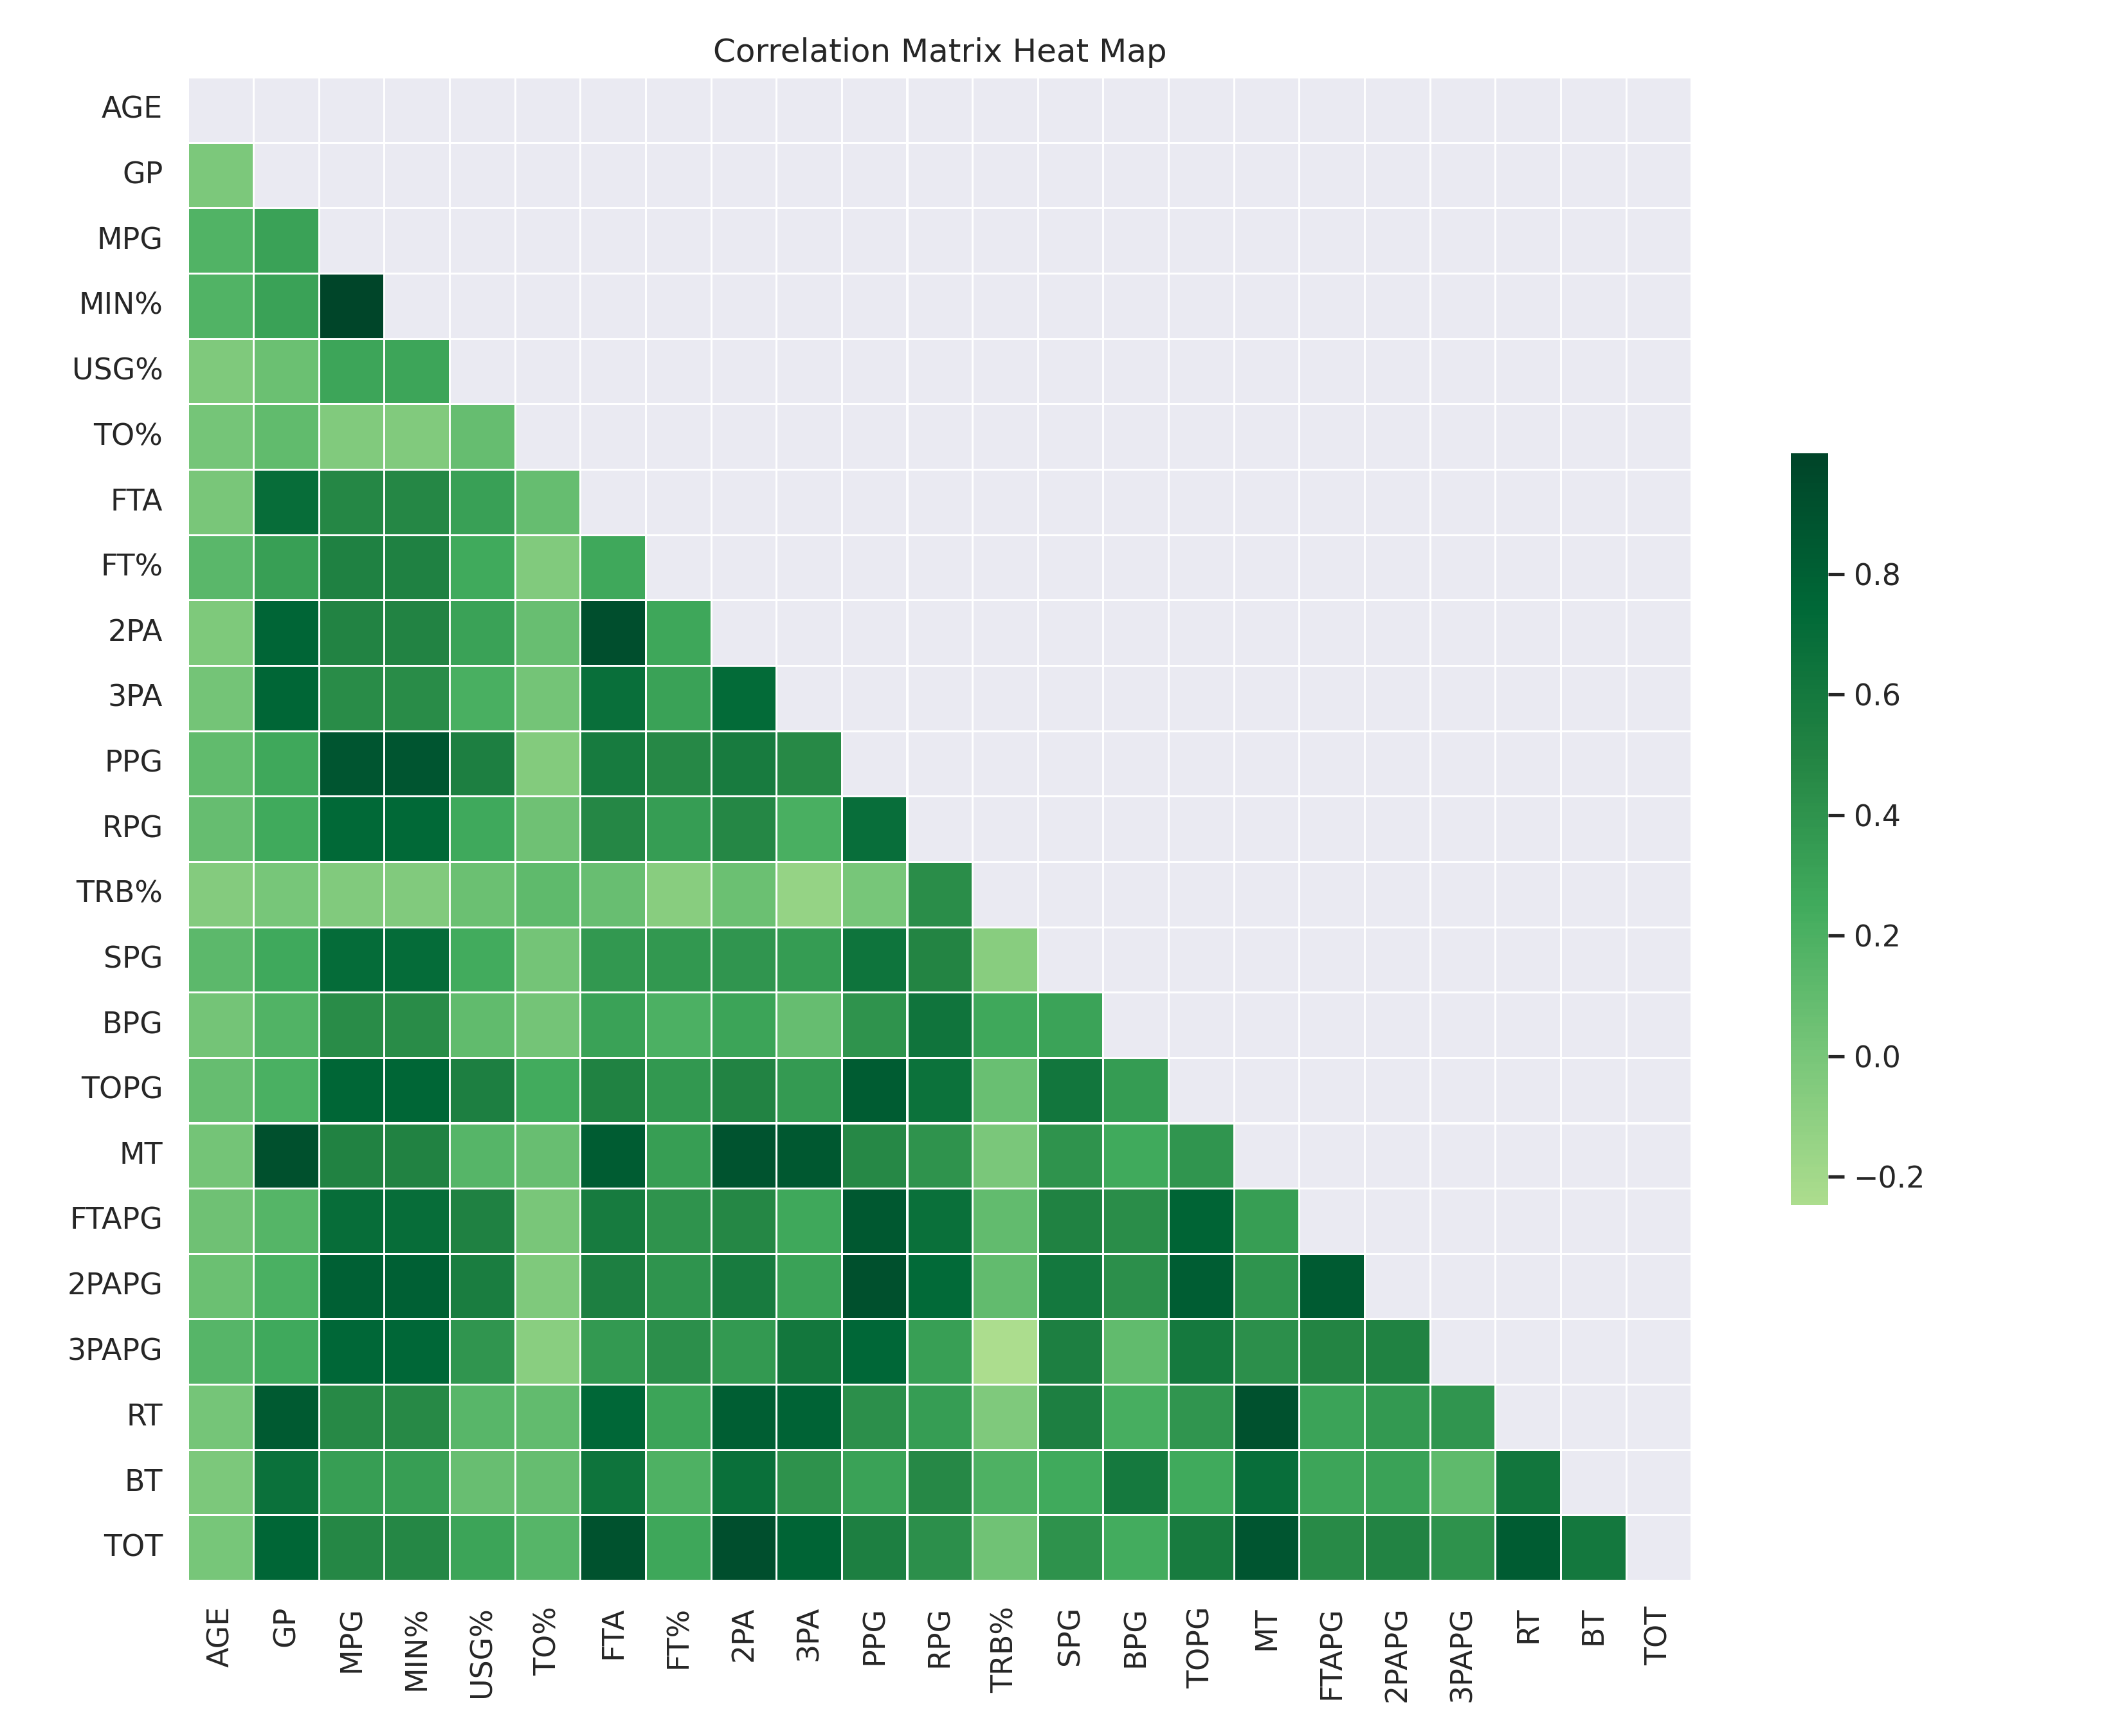 Correlation Matrix Heat Map
AGE
GP
MPG
MIN%
USG%
TO%
FTA
FT%
2PA
3PA
PPG
RPG
TRB%
SPG
BPG
TOPG
MT
FTAPG
2PAPG
3PAPG
RT
BT
TOT
AGE
GP
MPG
MIN%
USG%
TO%
FTA
FT%
2PA
3PA
PPG
RPG
TRB%
SPG
BPG
TOPG
MT
FTAPG
2PAPG
3PAPG
RT
BT
TOT
0.8
0.6
0.4
0.2
0.0
−0.2